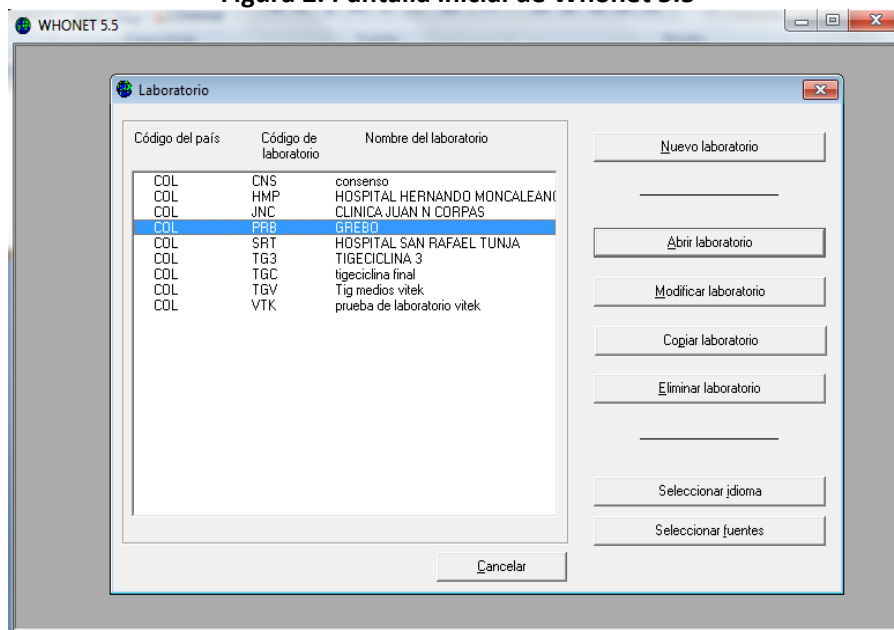 Figura 2. Pantalla inicial de Whonet 5.5
WHONET 5.5
Laboratorio
Código del país Código de laboratorio Nombre del laboratorio
COL CNS consenso
COL HMP HOSPITAL HERNANDO MONCALEANO
COL JNC CLINICA JUAN N CORPAS
COL PRB GREBO
COL SRT HOSPITAL SAN RAFAEL TUNJA
COL TG3 TIGECICLINA 3
COL TGC tigeciclina final
COL TGV Tig medios vitek
COL VTK prueba de laboratorio vitek
Nuevo laboratorio
Abrir laboratorio
Modificar laboratorio
Copiar laboratorio
Eliminar laboratorio
Seleccionar idioma
Seleccionar fuentes
Cancelar